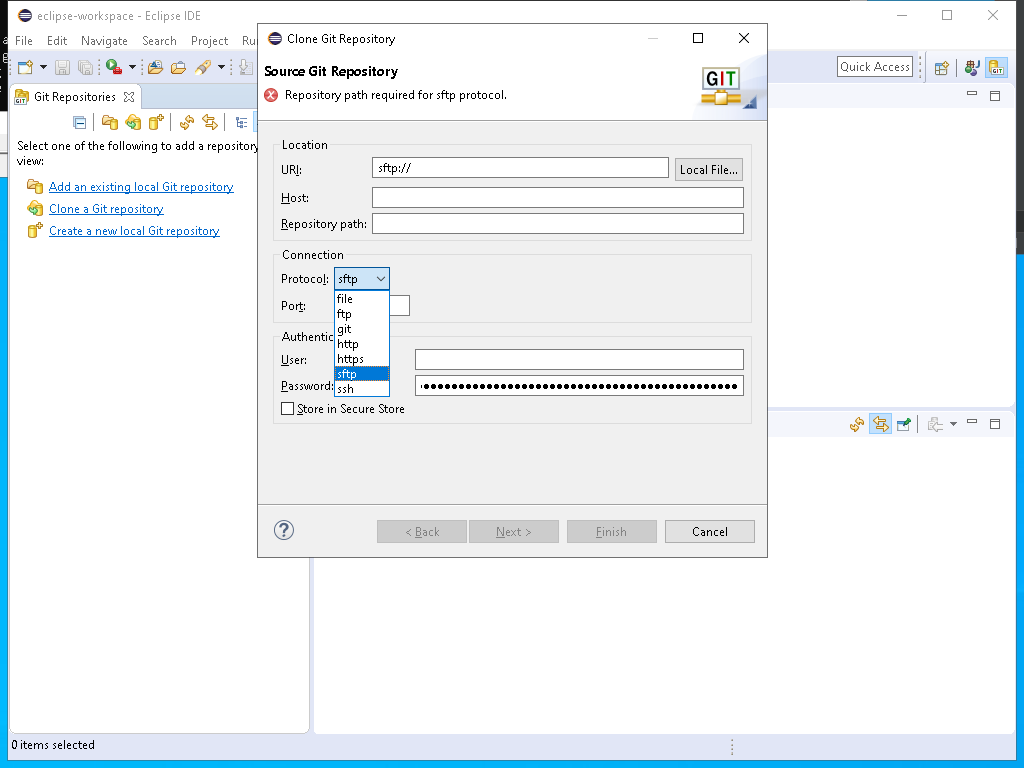 eclipse-workspace - Eclipse IDE
File Edit Navigate Search Project Ru
Quick Access
Git Repositories
Select one of the following to add a repository
view:
Add an existing local Git repository
Clone a Git repository
Create a new local Git repository
Clone Git Repository
Source Git Repository
Repository path required for sftp protocol.
GIT
Location
URI: sftp:// Local File...
Host:
Repository path:
Connection
Protocol: sftp
file
ftp
git
http
https
sftp
ssh
Port:
Authentic
User:
Password:
Store in Secure Store
< Back Next > Finish Cancel
0 items selected